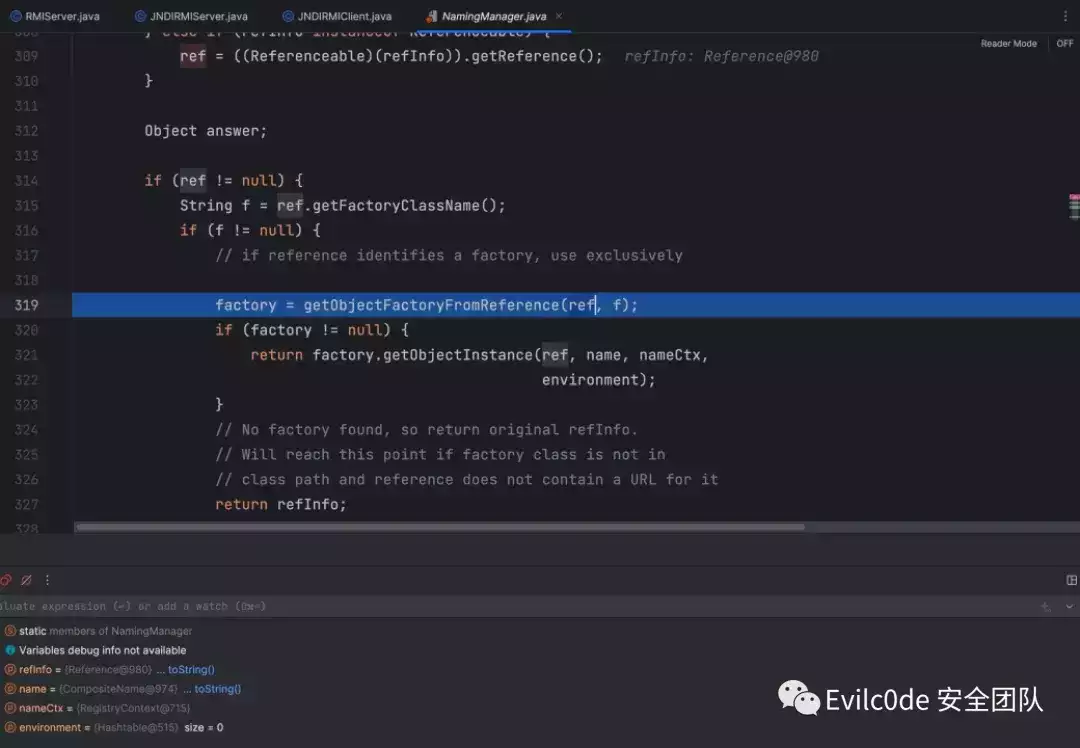 RMIServer.java JNDIRMIServer.java JNDIRMIClient.java NamingManager.java ×
Reader Mode OFF
308 } else if (refInfo instanceof Referenceable) {
309 ref = ((Referenceable)(refInfo)).getReference(); refInfo: Reference@980
310 }
311
312 Object answer;
313
314 if (ref != null) {
315 String f = ref.getFactoryClassName();
316 if (f != null) {
317 // if reference identifies a factory, use exclusively
318
319 factory = getObjectFactoryFromReference(ref, f);
320 if (factory != null) {
321 return factory.getObjectInstance(ref, name, nameCtx,
322 environment);
323 }
324 // No factory found, so return original refInfo.
325 // Will reach this point if factory class is not in
326 // class path and reference does not contain a URL for it
327 return refInfo;
328
luate expression (↩) or add a watch (⇧⌘↩)
static members of NamingManager
Variables debug info not available
refInfo = {Reference@980} ... toString()
name = {CompositeName@974} ... toString()
nameCtx = {RegistryContext@715}
environment = {Hashtable@515} size = 0
Evilc0de 安全团队